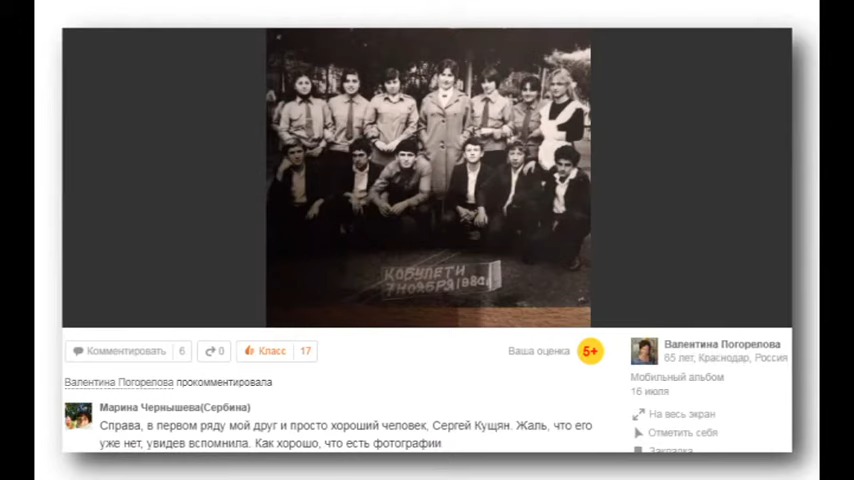 КОБУЛЕТИ
7 НОЯБРЯ 1980
Комментировать 6
0
Класс 17
Ваша оценка 5+
Валентина Погорелова
65 лет, Краснодар, Россия
Мобильный альбом
16 июля
На весь экран
Отметить себя
Закладка
Валентина Погорелова прокомментировала
Марина Чернышева(Сербина)
Справа, в первом ряду мой друг и просто хороший человек, Сергей Кущян. Жаль, что его
уже нет, увидев вспомнила. Как хорошо, что есть фотографии